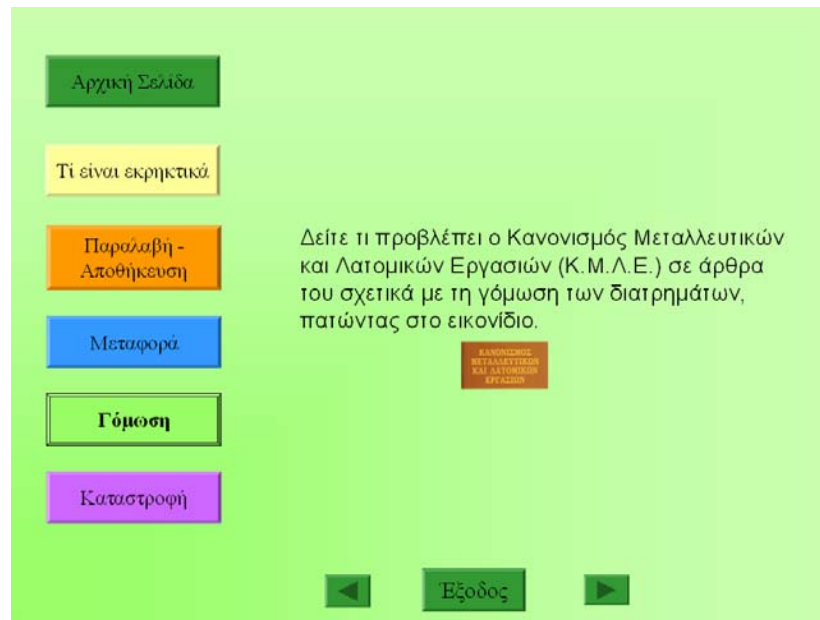 Αρχική Σελίδα
Τί είναι εκρηκτικά
Παραλαβή -
Αποθήκευση
Μεταφορά
Γόμωση
Καταστροφή
Δείτε τι προβλέπει ο Κανονισμός Μεταλλευτικών
και Λατομικών Εργασιών (Κ.Μ.Λ.Ε.) σε άρθρα
του σχετικά με τη γόμωση των διατρημάτων,
πατώντας στο εικονίδιο.
ΚΑΝΟΝΙΣΜΟΣ
ΜΕΤΑΛΛΕΥΤΙΚΩΝ
ΚΑΙ ΛΑΤΟΜΙΚΩΝ
ΕΡΓΑΣΙΩΝ
Έξοδος